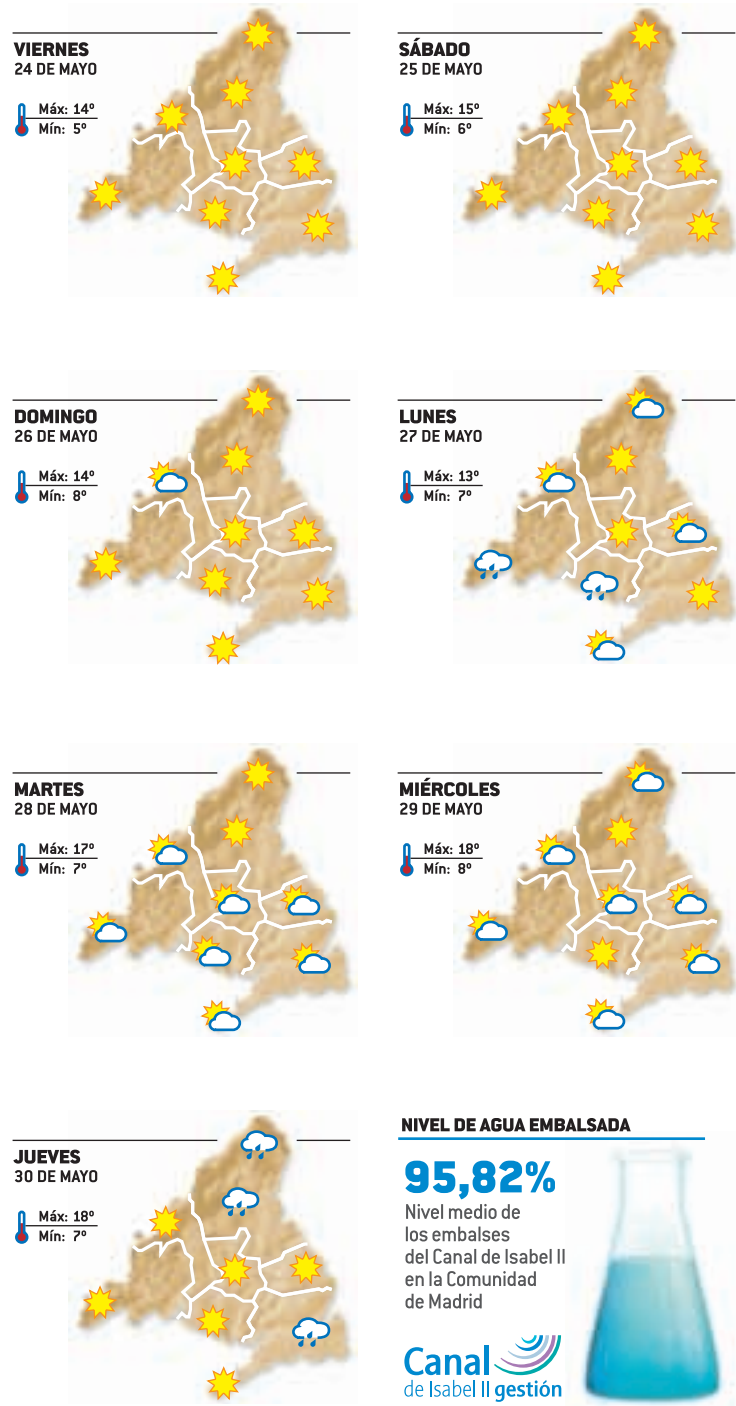 VIERNES
24 DE MAYO
Máx: 14º
Mín: 5º
SÁBADO
25 DE MAYO
Máx: 15º
Mín: 6º
DOMINGO
26 DE MAYO
Máx: 14º
Mín: 8º
LUNES
27 DE MAYO
Máx: 13º
Mín: 7º
MARTES
28 DE MAYO
Máx: 17º
Mín: 7º
MIÉRCOLES
29 DE MAYO
Máx: 18º
Mín: 8º
JUEVES
30 DE MAYO
Máx: 18º
Mín: 7º
NIVEL DE AGUA EMBALSADA
95,82%
Nivel medio de
los embalses
del Canal de Isabel II
en la Comunidad
de Madrid
Canal
de Isabel II gestión